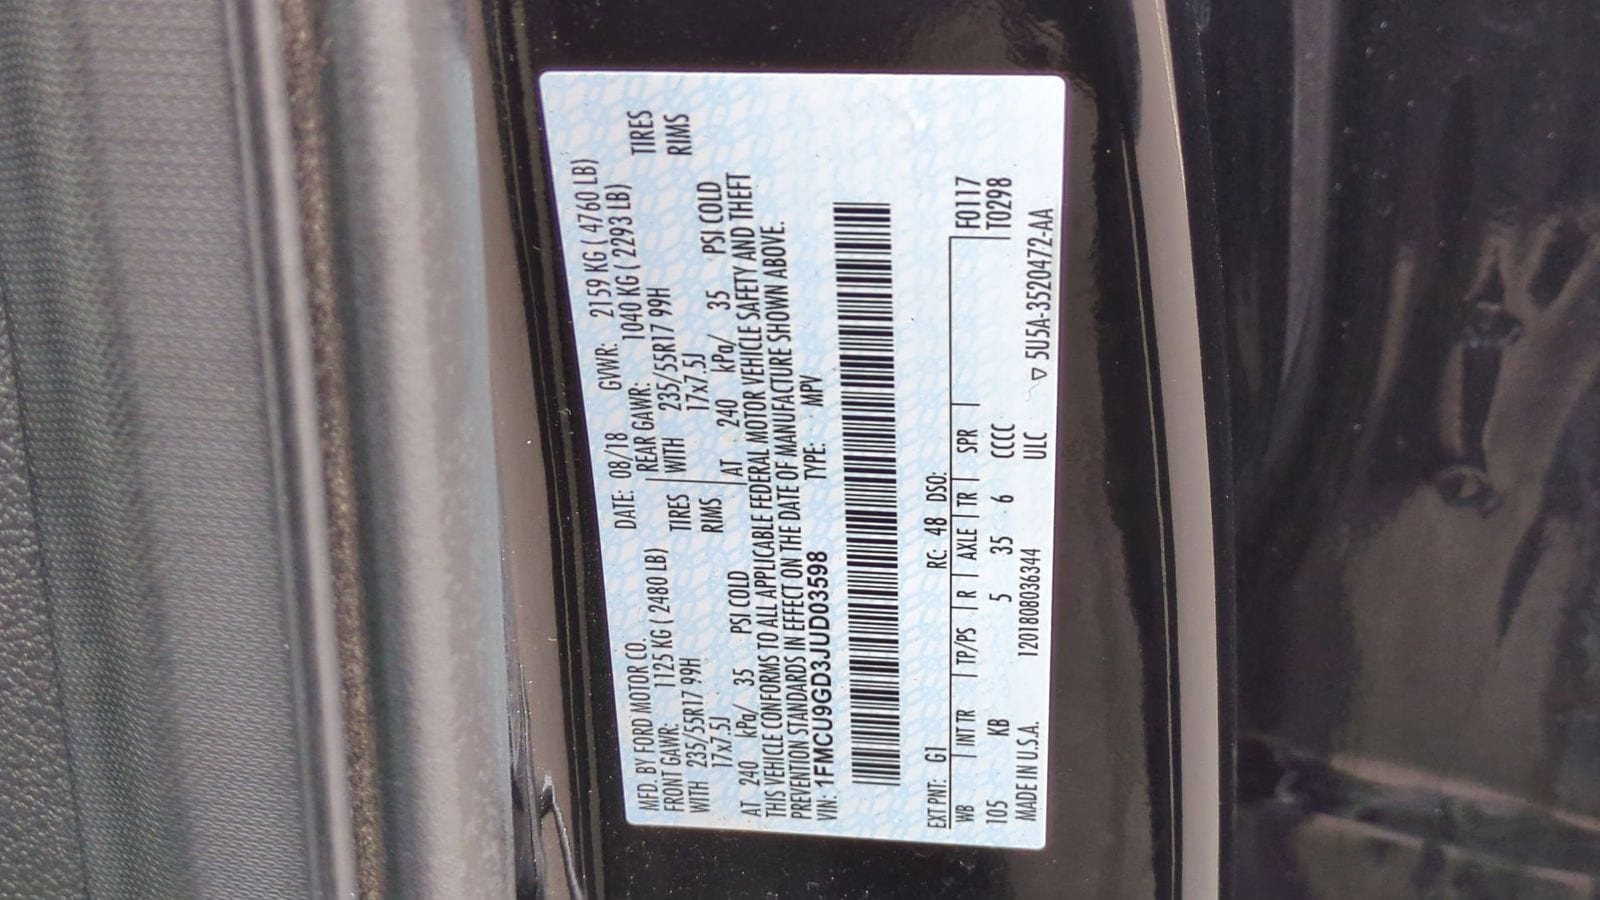 MFD. BY FORD MOTOR CO.
DATE: 08/18 GVWR: 2159 KG ( 4760 LB)
FRONT GAWR: 1125 KG ( 2480 LB) REAR GAWR: 1040 KG ( 2293 LB)
WITH 235/55R17 99H TIRES WITH 235/55R17 99H TIRES
17x7.5J RIMS 17x7.5J RIMS
AT 240 kPa/ 35 PSI COLD AT 240 kPa/ 35 PSI COLD
THIS VEHICLE CONFORMS TO ALL APPLICABLE FEDERAL MOTOR VEHICLE SAFETY AND THEFT
PREVENTION STANDARDS IN EFFECT ON THE DATE OF MANUFACTURE SHOWN ABOVE.
VIN: 1FMCU9GD3JUD03598 TYPE: MPV
EXT PNT: G1 RC: 48 DSO: F0117
WB INT TR TP/PS R AXLE TR SPR T0298
105 KB 5 35 6 CCCC
MADE IN U.S.A. 1201808036344 ULC ▽ 5U5A-3520472-AA